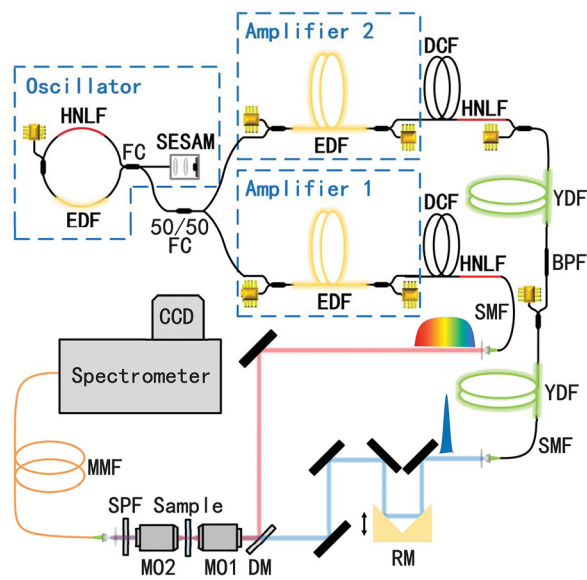 Amplifier 2
DCF
Oscillator
HNLF
HNLF
FC
SESAM
EDF
EDF
Amplifier 1
DCF
YDF
50/50
FC
HNLF
BPF
EDF
SMF
CCD
Spectrometer
YDF
SMF
MMF
SPF
Sample
MO2
MO1
DM
RM